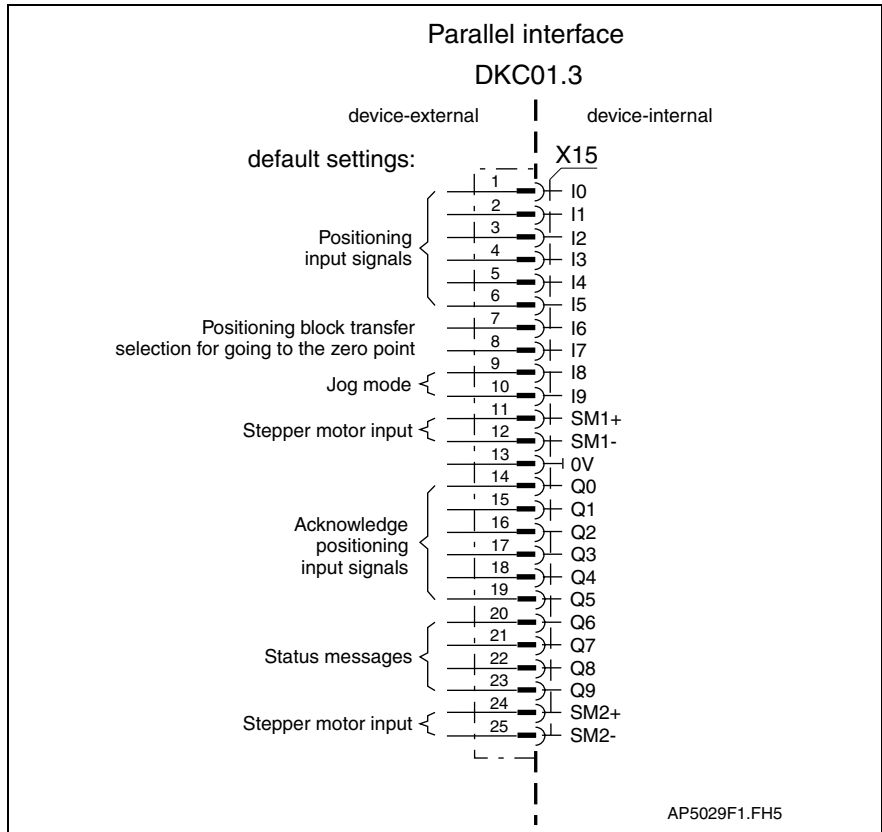 Parallel interface
DKC01.3
device-external device-internal
default settings: X15
1 I0
2 I1
Positioning 3 I2
input signals 4 I3
5 I4
6 I5
Positioning block transfer 7 I6
selection for going to the zero point 8 I7
Jog mode 9 I8
10 I9
Stepper motor input 11 SM1+
12 SM1-
13 0V
14 Q0
15 Q1
Acknowledge 16 Q2
positioning 17 Q3
input signals 18 Q4
19 Q5
20 Q6
Status messages 21 Q7
22 Q8
23 Q9
Stepper motor input 24 SM2+
25 SM2-
AP5029F1.FH5